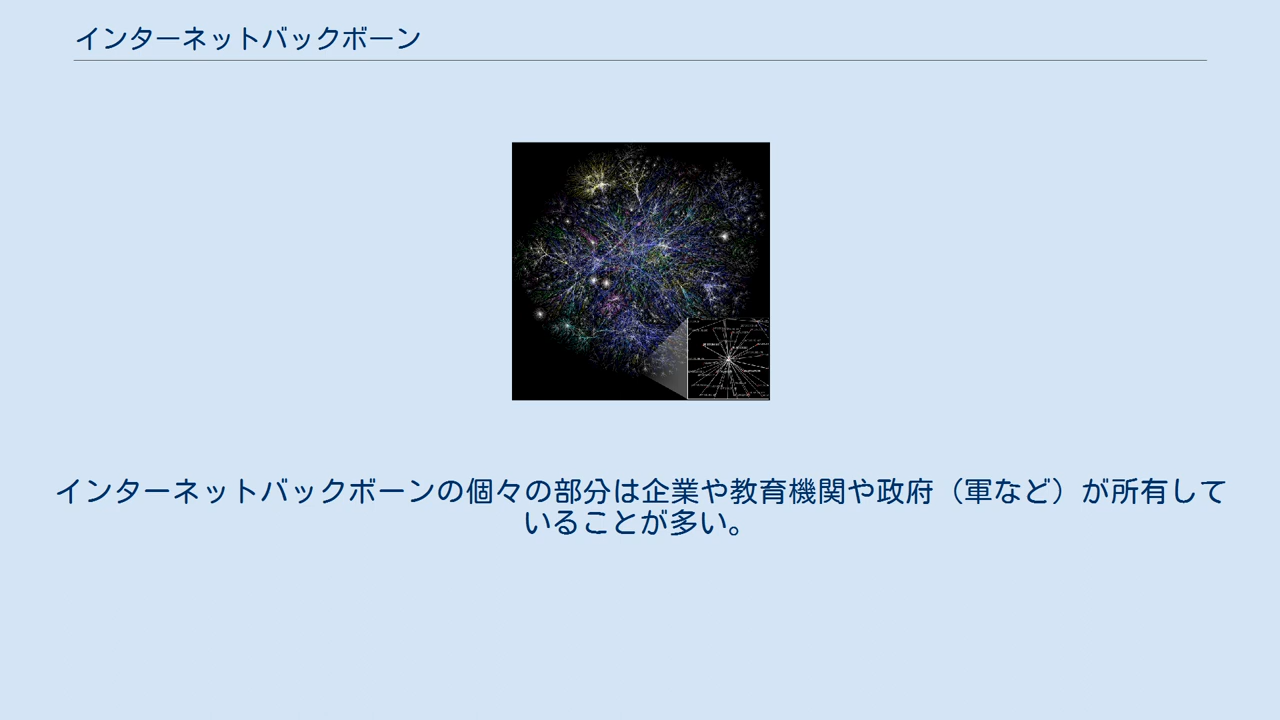 インターネットバックボーン
インターネットバックボーンの個々の部分は企業や教育機関や政府（軍など）が所有して
いることが多い。